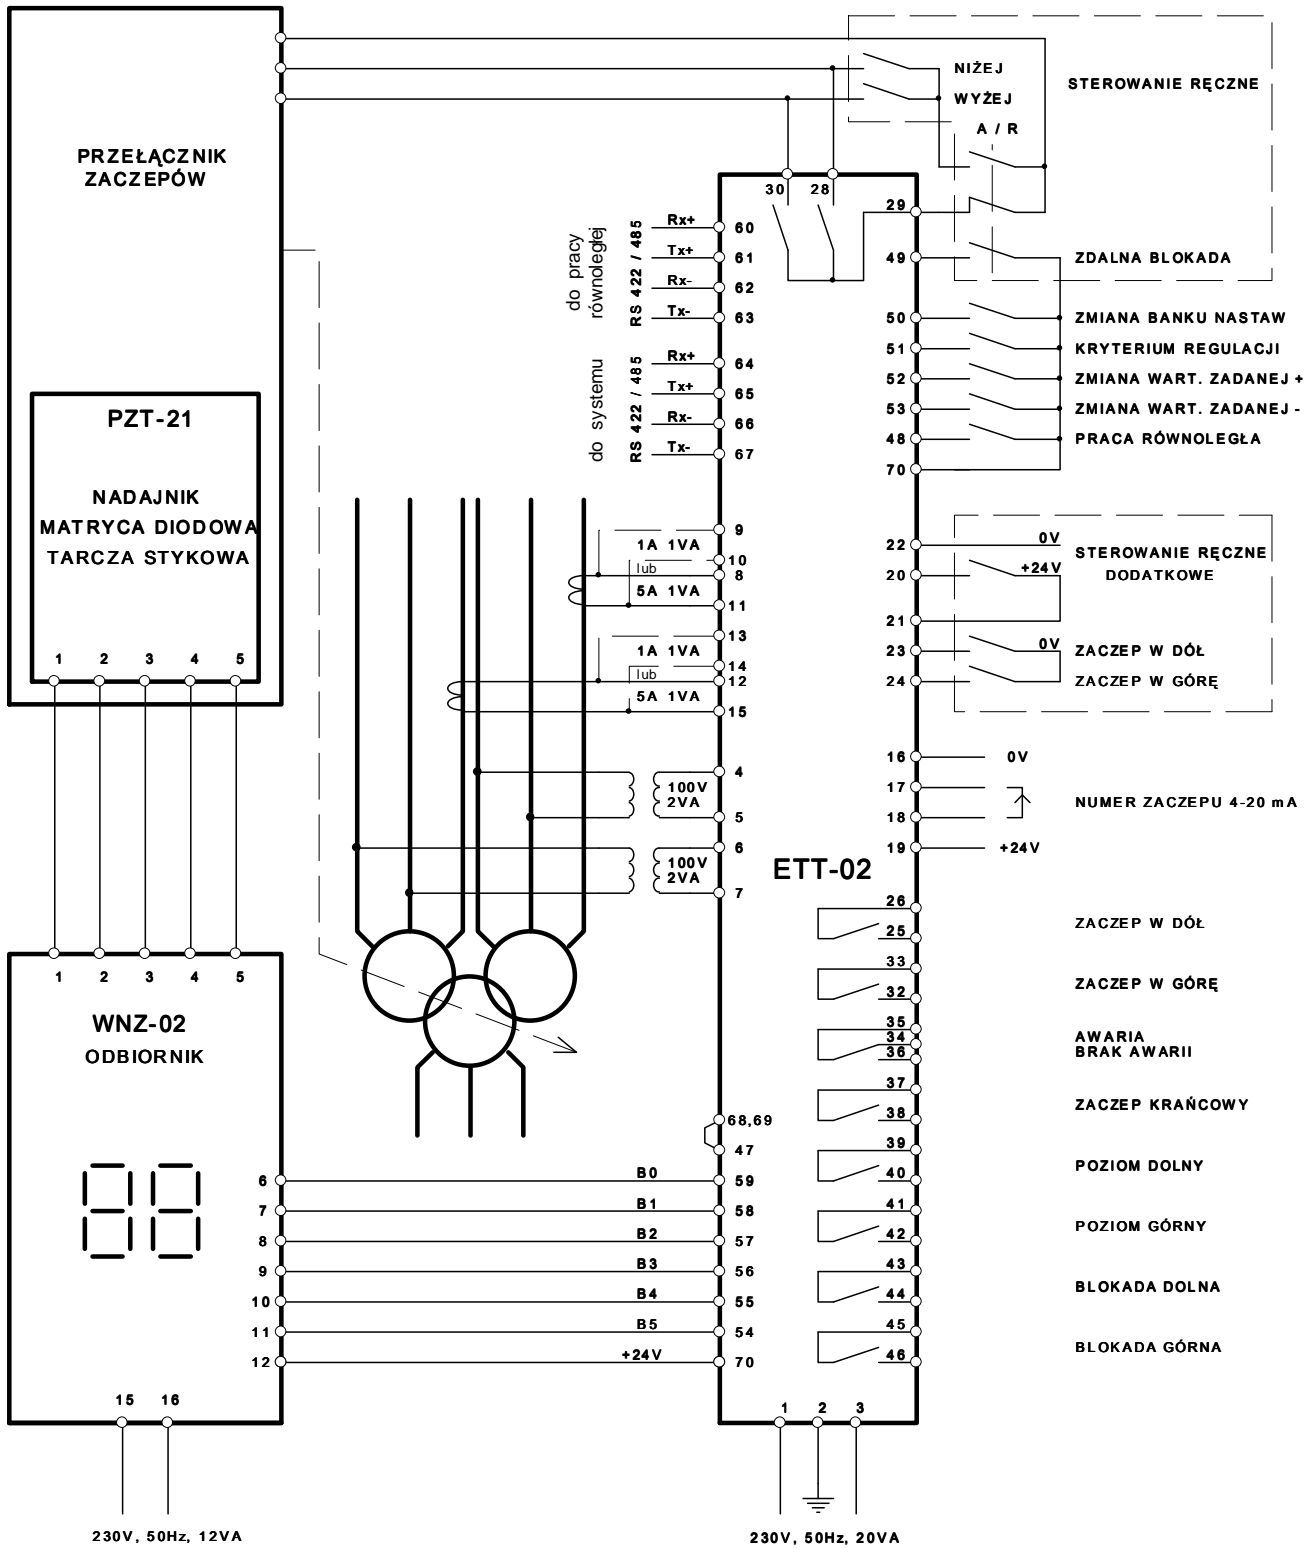 NIŻEJ
WYŻEJ
STEROWANIE RĘCZNE
A / R
PRZEŁĄCZNIK
ZACZEPÓW
30
28
29
do pracy
równoległej
RS 422 / 485
Rx+
60
Tx+
61
Rx-
62
Tx-
63
do systemu
RS 422 / 485
Rx+
64
Tx+
65
Rx-
66
Tx-
67
49
ZDALNA BLOKADA
50
ZMIANA BANKU NASTAW
51
KRYTERIUM REGULACJI
52
ZMIANA WART. ZADANEJ +
53
ZMIANA WART. ZADANEJ -
48
PRACA RÓWNOLEGŁA
70
PZT-21
NADAJNIK
MATRYCA DIODOWA
TARCZA STYKOWA
1
2
3
4
5
9
1A 1VA
10
lub
8
5A 1VA
11
13
1A 1VA
14
lub
12
5A 1VA
15
4
100V
2VA
5
6
100V
2VA
7
22
0V
STEROWANIE RĘCZNE
DODATKOWE
20
+24V
21
23
0V
ZACZEP W DÓŁ
24
ZACZEP W GÓRĘ
16
0V
17
18
NUMER ZACZEPU 4-20 mA
19
+24V
ETT-02
26
25
ZACZEP W DÓŁ
33
32
ZACZEP W GÓRĘ
35
34
36
AWARIA
BRAK AWARII
37
38
ZACZEP KRAŃCOWY
39
40
POZIOM DOLNY
41
42
POZIOM GÓRNY
43
44
BLOKADA DOLNA
45
46
BLOKADA GÓRNA
1
2
3
4
5
WNZ-02
ODBIORNIK
88
68,69
47
6
B0
59
7
B1
58
8
B2
57
9
B3
56
10
B4
55
11
B5
54
12
+24V
70
15
16
1
2
3
230V, 50Hz, 12VA
230V, 50Hz, 20VA